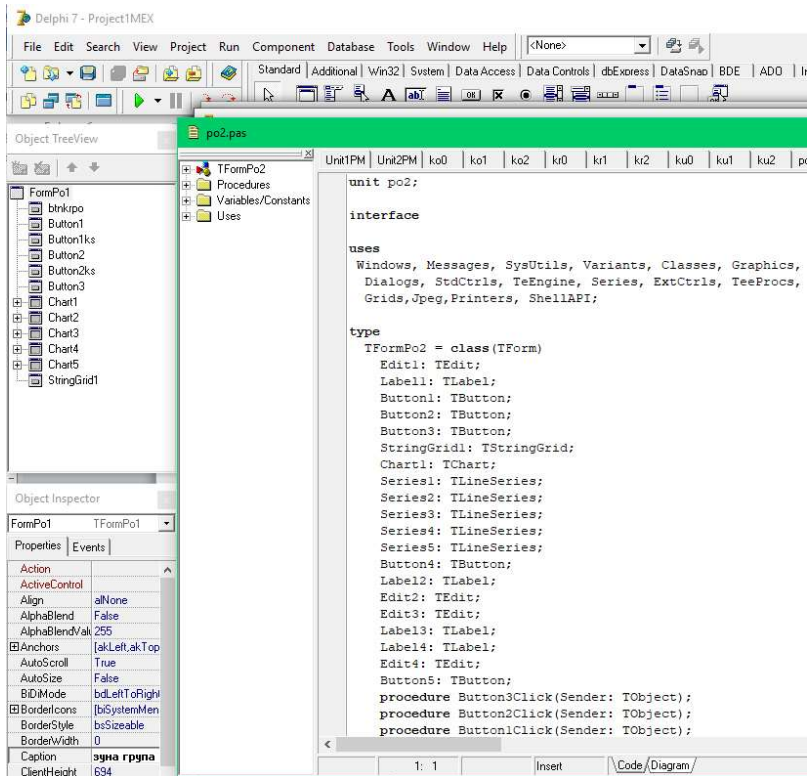 Delphi 7 - Project1MEX
File Edit Search View Project Run Component Database Tools Window Help <None>
Standard Additional Win32 System Data Access Data Controls dbExpress DataSnap BDE ADO
Object TreeView
FormPo1
btnkrpo
Button1
Button1ks
Button2
Button2ks
Button3
Chart1
Chart2
Chart3
Chart4
Chart5
StringGrid1
Object Inspector
FormPo1 TFormPo1
Properties Events
Action
ActiveControl
Align alNone
AlphaBlend False
AlphaBlendValu 255
Anchors [akLeft,akTop
AutoScroll True
AutoSize False
BiDiMode bdLeftToRight
BorderIcons [biSystemMen
BorderStyle bsSizeable
BorderWidth 0
Caption зуна група
ClientHeight 694
po2.pas
TFormPo2
Procedures
Variables/Constants
Uses
Unit1PM Unit2PM ko0 ko1 ko2 kr0 kr1 kr2 ku0 ku1 ku2
unit po2;
interface
uses
Windows, Messages, SysUtils, Variants, Classes, Graphics,
Dialogs, StdCtrls, TeEngine, Series, ExtCtrls, TeeProcs,
Grids,Jpeg,Printers, ShellAPI;
type
TFormPo2 = class(TForm)
Edit1: TEdit;
Label1: TLabel;
Button1: TButton;
Button2: TButton;
Button3: TButton;
StringGrid1: TStringGrid;
Chart1: TChart;
Series1: TLineSeries;
Series2: TLineSeries;
Series3: TLineSeries;
Series4: TLineSeries;
Series5: TLineSeries;
Button4: TButton;
Label2: TLabel;
Edit2: TEdit;
Edit3: TEdit;
Label3: TLabel;
Label4: TLabel;
Edit4: TEdit;
Button5: TButton;
procedure Button3Click(Sender: TObject);
procedure Button2Click(Sender: TObject);
procedure Button1Click(Sender: TObject);
1: 1 Insert Code Diagram